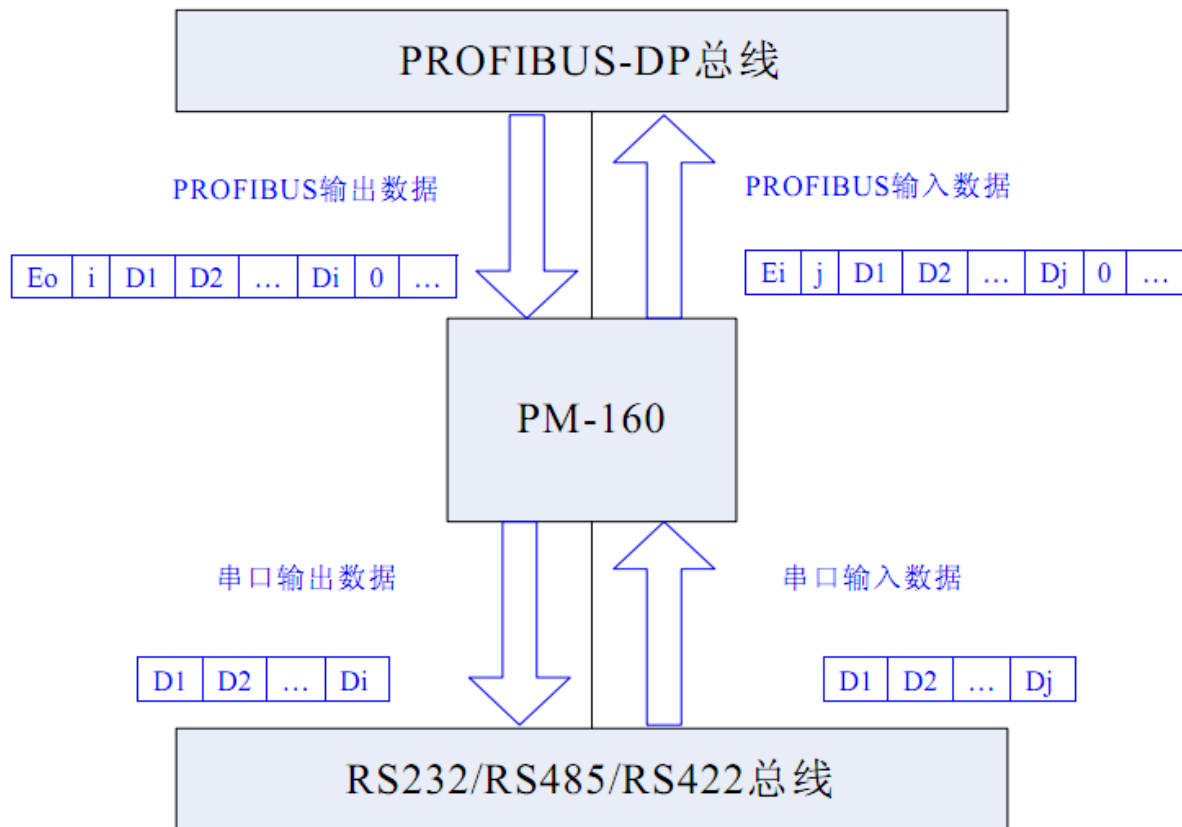 PROFIBUS-DP总线
PROFIBUS输出数据
PROFIBUS输入数据
Eo i D1 D2 … Di 0 …
Ei j D1 D2 … Dj 0 …
PM-160
串口输出数据
串口输入数据
D1 D2 … Di
D1 D2 … Dj
RS232/RS485/RS422总线